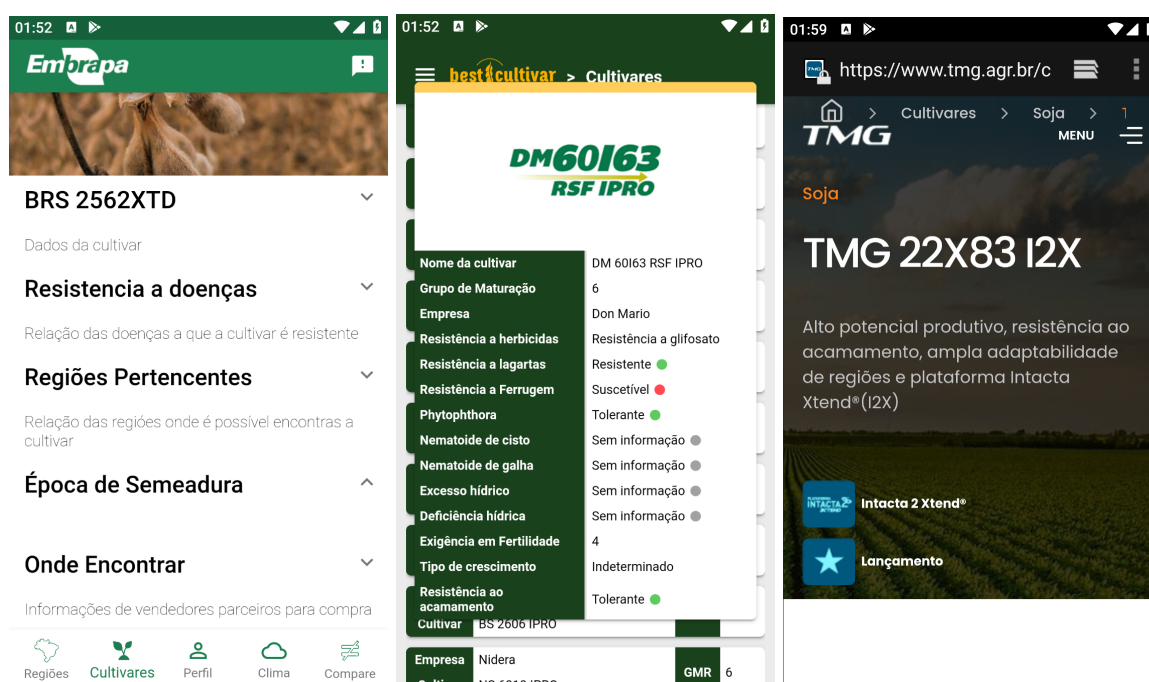 01:52
Embrapa
BRS 2562XTD
Dados da cultivar
Resistencia a doenças
Relação das doenças a que a cultivar é resistente
Regiões Pertencentes
Relação das regiões onde é possível encontras a
cultivar
Época de Semeadura
Onde Encontrar
Informações de vendedores parceiros para compra
Regiões Cultivares Perfil Clima Compare
01:52
bestcultivar > Cultivares
DM60I63
RSF IPRO
Nome da cultivar DM 60I63 RSF IPRO
Grupo de Maturação 6
Empresa Don Mario
Resistência a herbicidas Resistência a glifosato
Resistência a lagartas Resistente
Resistência a Ferrugem Suscetível
Phytophthora Tolerante
Nematoide de cisto Sem informação
Nematoide de galha Sem informação
Excesso hídrico Sem informação
Deficiência hídrica Sem informação
Exigência em Fertilidade 4
Tipo de crescimento Indeterminado
Resistência ao
acamamento Tolerante
Cultivar BS 2606 IPRO
Empresa Nidera
GMR 6
01:59
https://www.tmg.agr.br/c
> Cultivares > Soja > T
TMG
MENU
Soja
TMG 22X83 I2X
Alto potencial produtivo, resistência ao
acamamento, ampla adaptabilidade
de regiões e plataforma Intacta
Xtend®(I2X)
PLATAFORMA
INTACTA2
XTEND
Intacta 2 Xtend®
Lançamento